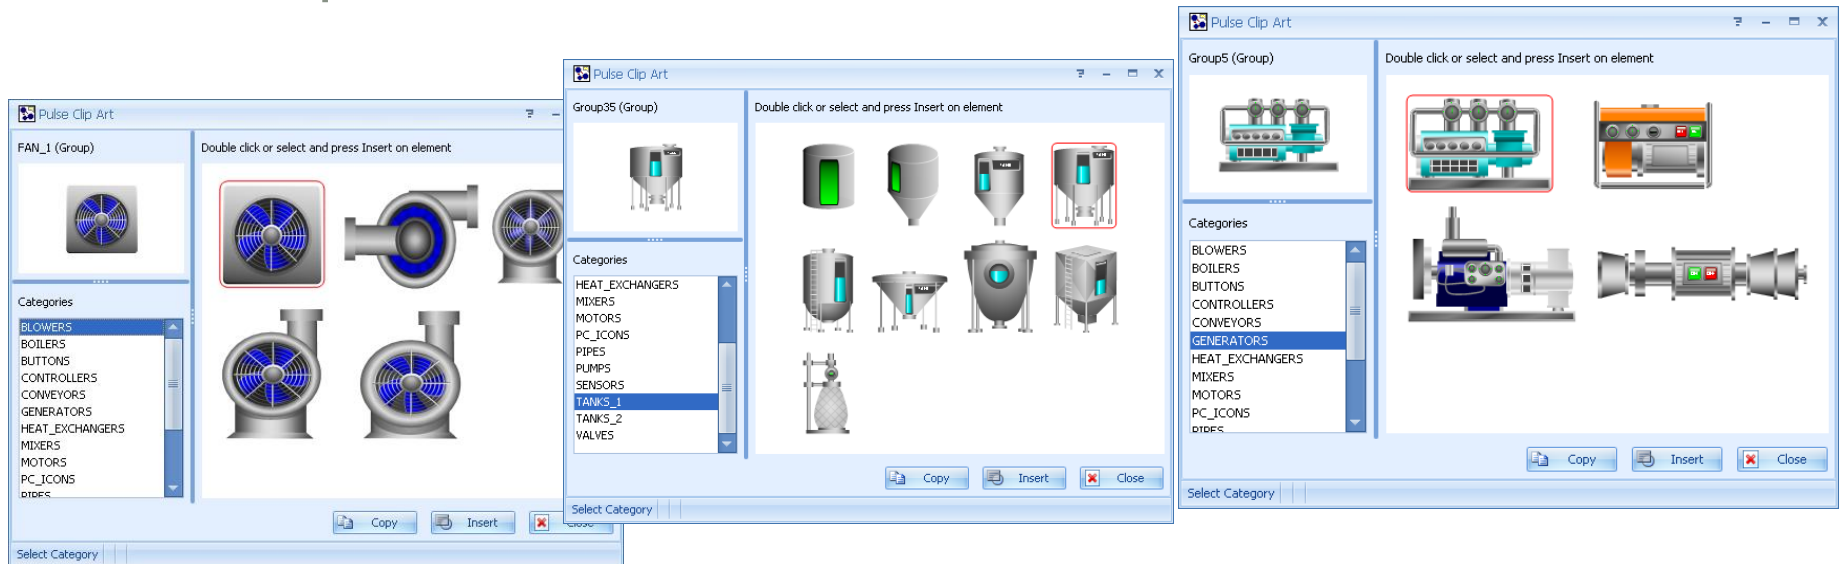 Pulse Clip Art
FAN_1 (Group)
Double click or select and press Insert on element
Categories
BLOWERS
BOILERS
BUTTONS
CONTROLLERS
CONVEYORS
GENERATORS
HEAT_EXCHANGERS
MIXERS
MOTORS
PC_ICONS
PIPES
Copy
Insert
Close
Select Category
Pulse Clip Art
Group35 (Group)
Double click or select and press Insert on element
Categories
HEAT_EXCHANGERS
MIXERS
MOTORS
PC_ICONS
PIPES
PUMPS
SENSORS
TANKS_1
TANKS_2
VALVES
Copy
Insert
Close
Select Category
Pulse Clip Art
Group5 (Group)
Double click or select and press Insert on element
Categories
BLOWERS
BOILERS
BUTTONS
CONTROLLERS
CONVEYORS
GENERATORS
HEAT_EXCHANGERS
MIXERS
MOTORS
PC_ICONS
PIPES
Copy
Insert
Close
Select Category